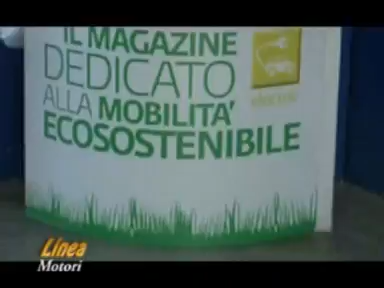 IL MAGAZINE
DEDICATO
ALLA MOBILITA'
ECOSOSTENIBILE
Linea
Motori